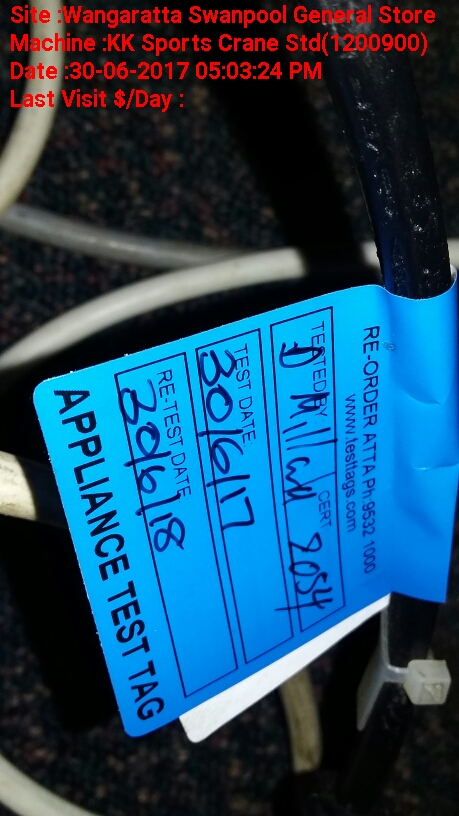 Site :Wangaratta Swanpool General Store
Machine :KK Sports Crane Std(1200900)
Date :30-06-2017 05:03:24 PM
Last Visit $/Day :
RE-ORDER ATTA Ph 9532 1000
www.testtags.com
TESTED BY CERT
D Millard 2054
TEST DATE
30/6/17
RE-TEST DATE
30/6/18
APPLIANCE TEST TAG